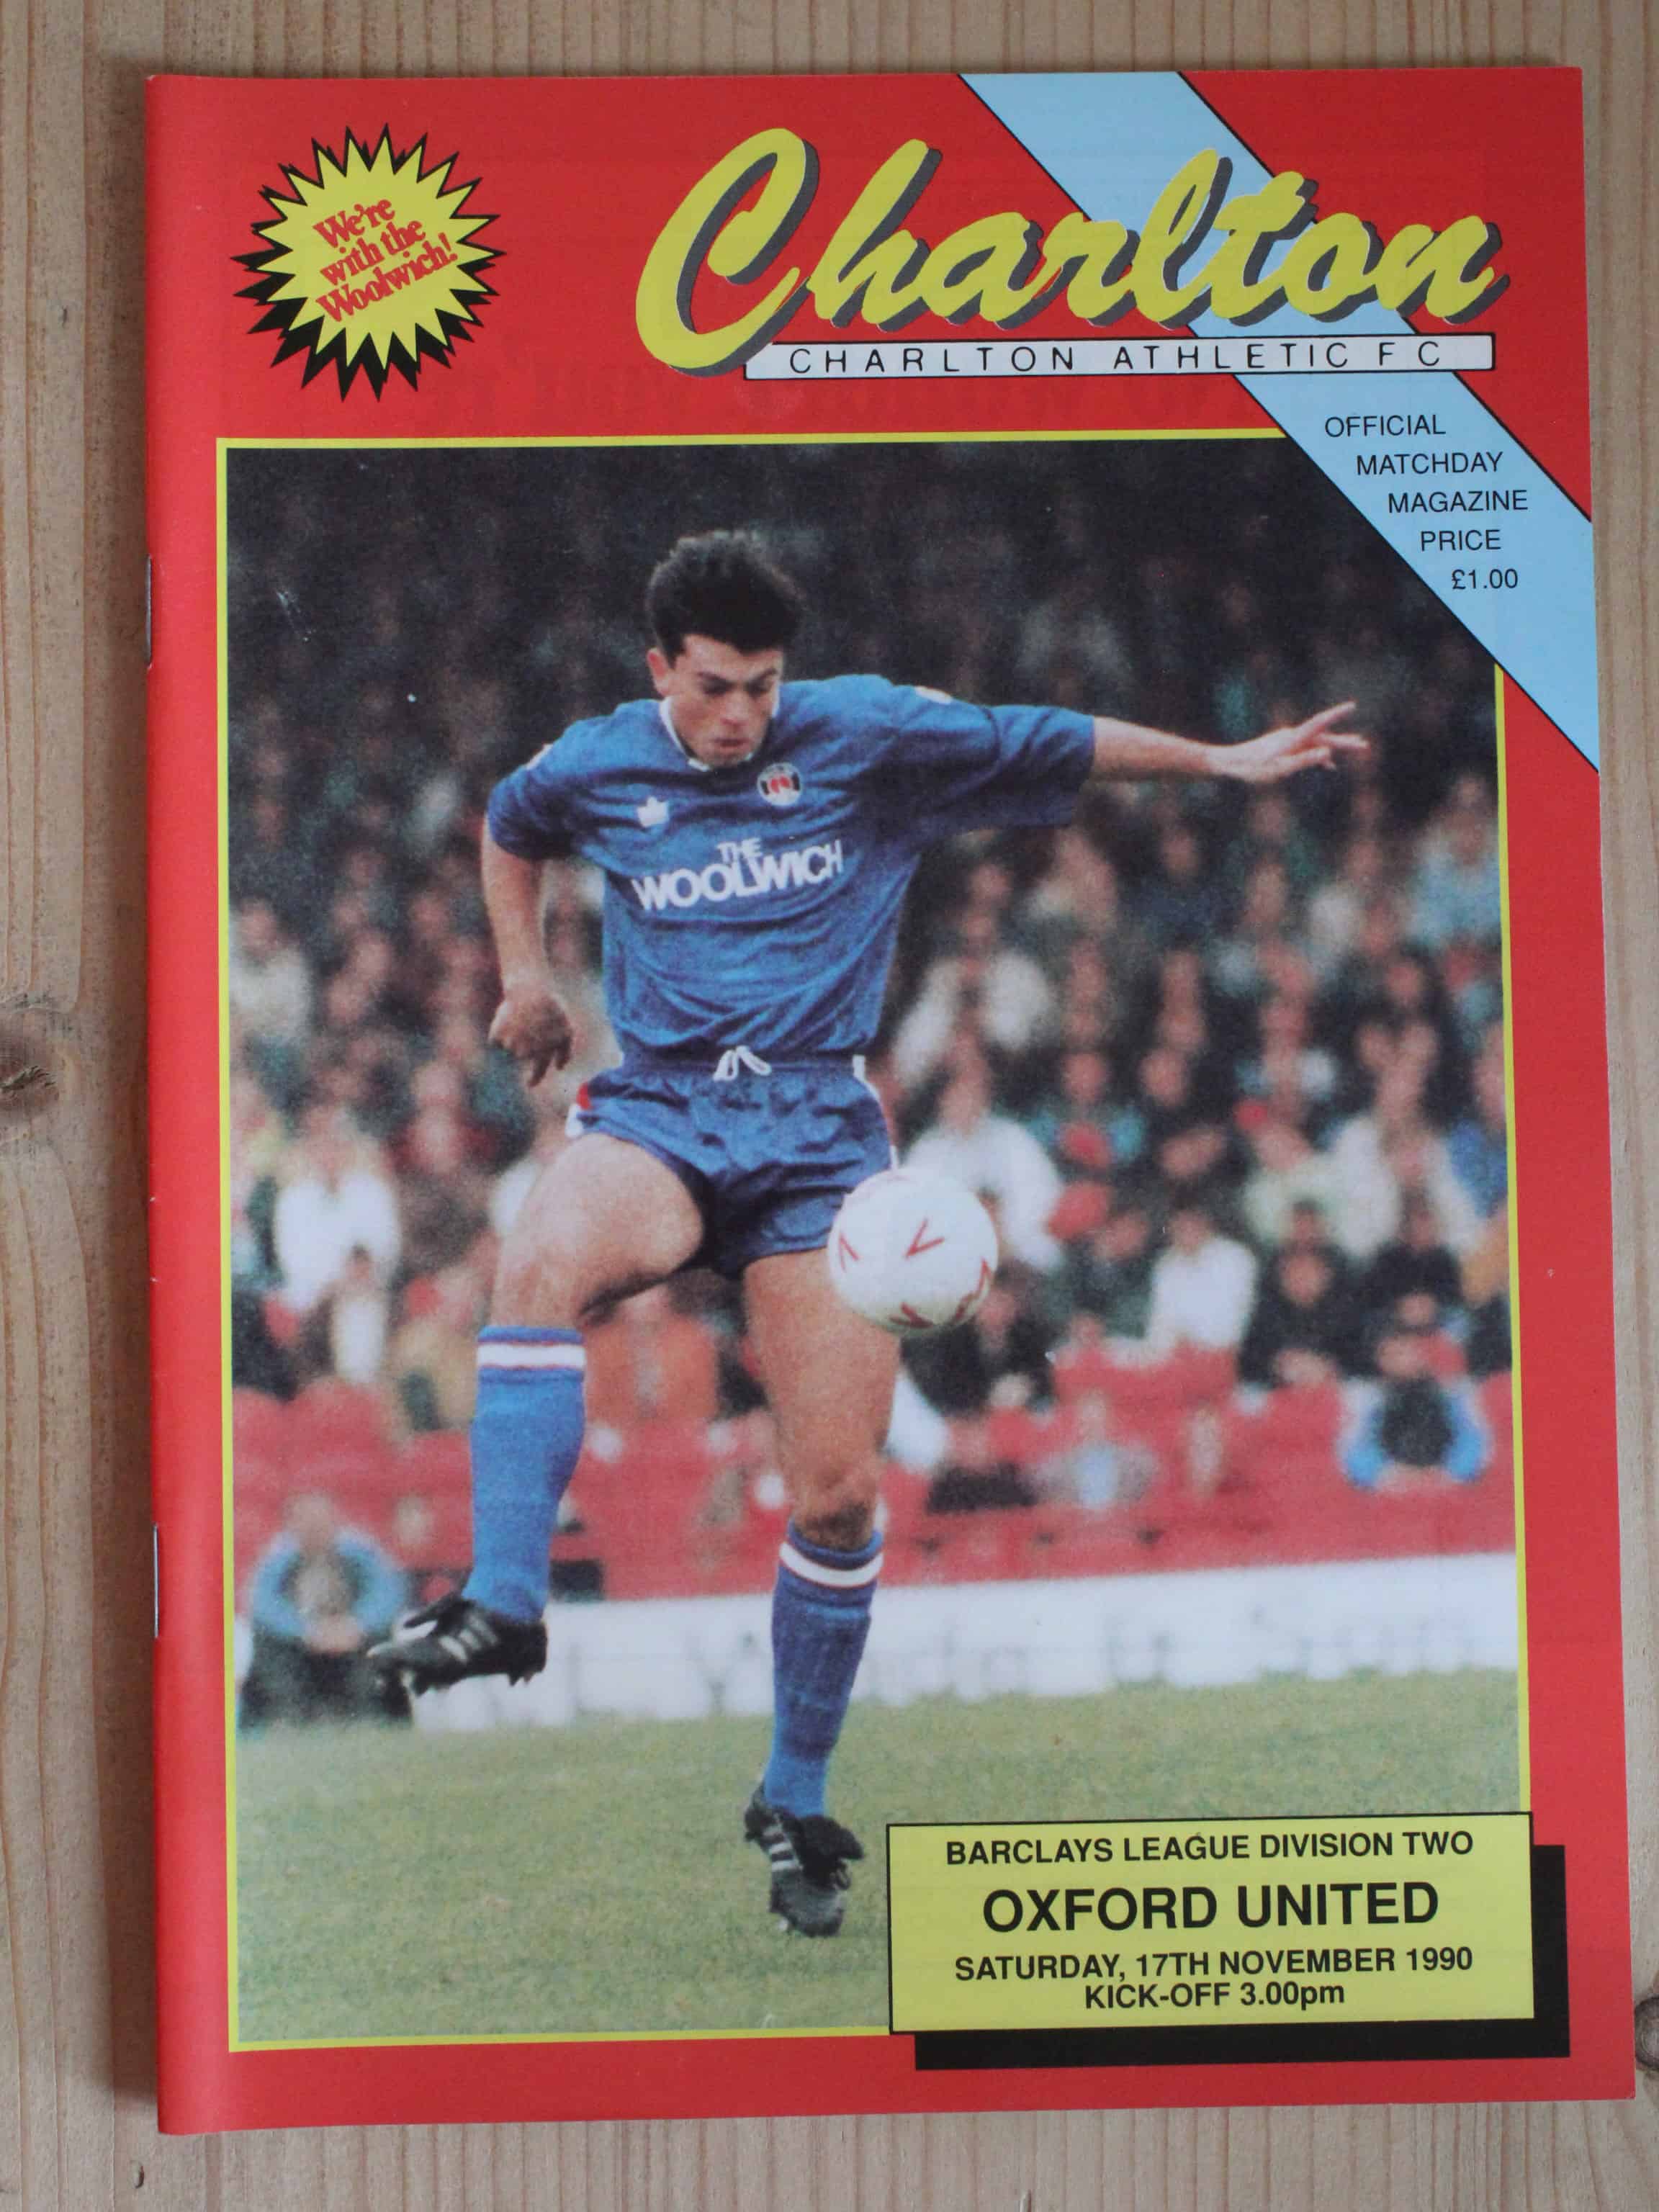 We're
with the
Woolwich!
Charlton
CHARLTON ATHLETIC FC
OFFICIAL
MATCHDAY
MAGAZINE
PRICE
£1.00
THE
WOOLWICH
BARCLAYS LEAGUE DIVISION TWO
OXFORD UNITED
SATURDAY, 17TH NOVEMBER 1990
KICK-OFF 3.00pm